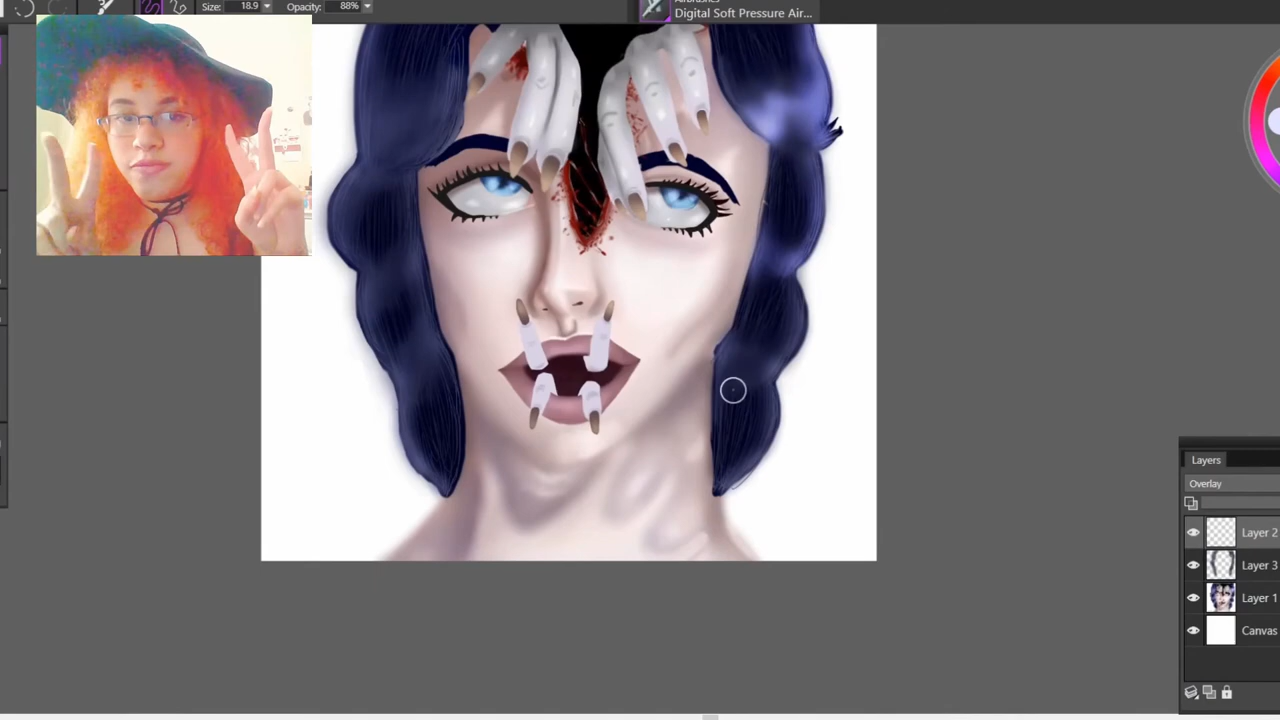 Size: 18.9 Opacity: 88%
Digital Soft Pressure Air...
Layers
Overlay
Layer 2
Layer 3
Layer 1
Canvas